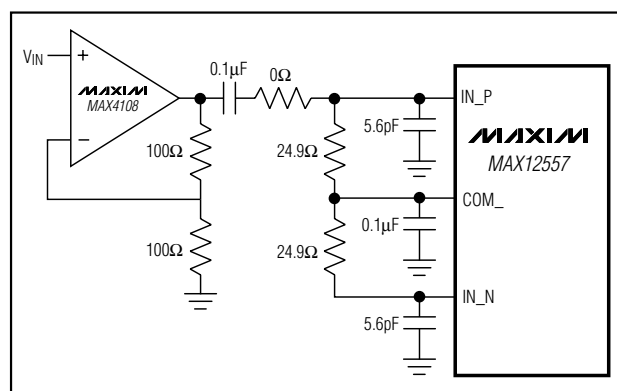 V_IN
+
MAXIM
MAX4108
−
0.1µF
0Ω
100Ω
100Ω
24.9Ω
24.9Ω
5.6pF
0.1µF
5.6pF
IN_P
MAXIM
MAX12557
COM_
IN_N